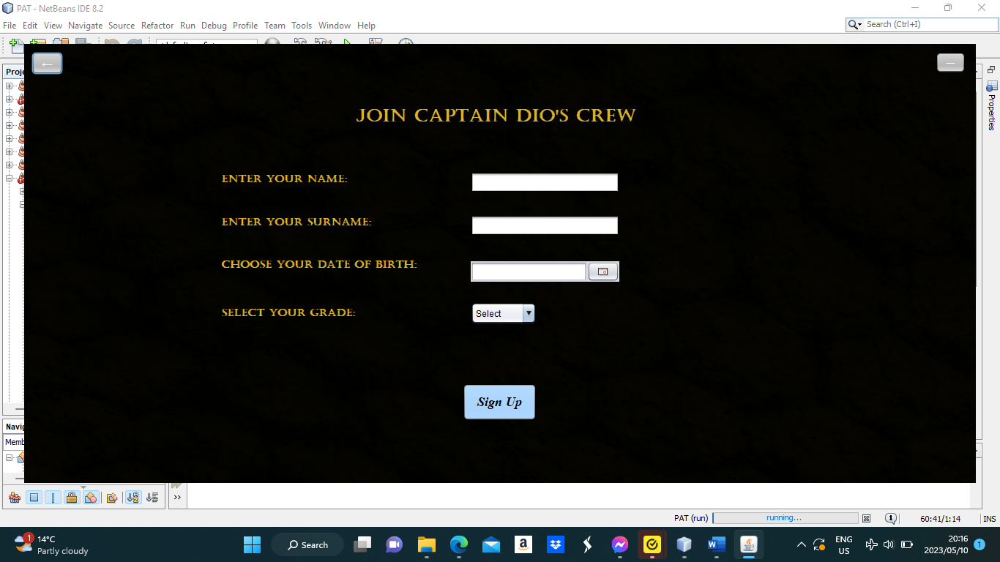 PAT - NetBeans IDE 8.2
File Edit View Navigate Source Refactor Run Debug Profile Team Tools Window Help
Search (Ctrl+I)
Proje
←
–
Properties
JOIN CAPTAIN DIO'S CREW
ENTER YOUR NAME:
ENTER YOUR SURNAME:
CHOOSE YOUR DATE OF BIRTH:
SELECT YOUR GRADE:
Select
Sign Up
Navig
Memb
>>
PAT (run)
running...
1
60:41/1:14
INS
1
14°C
Partly cloudy
Search
a
ENG
US
20:16
2023/05/10
1